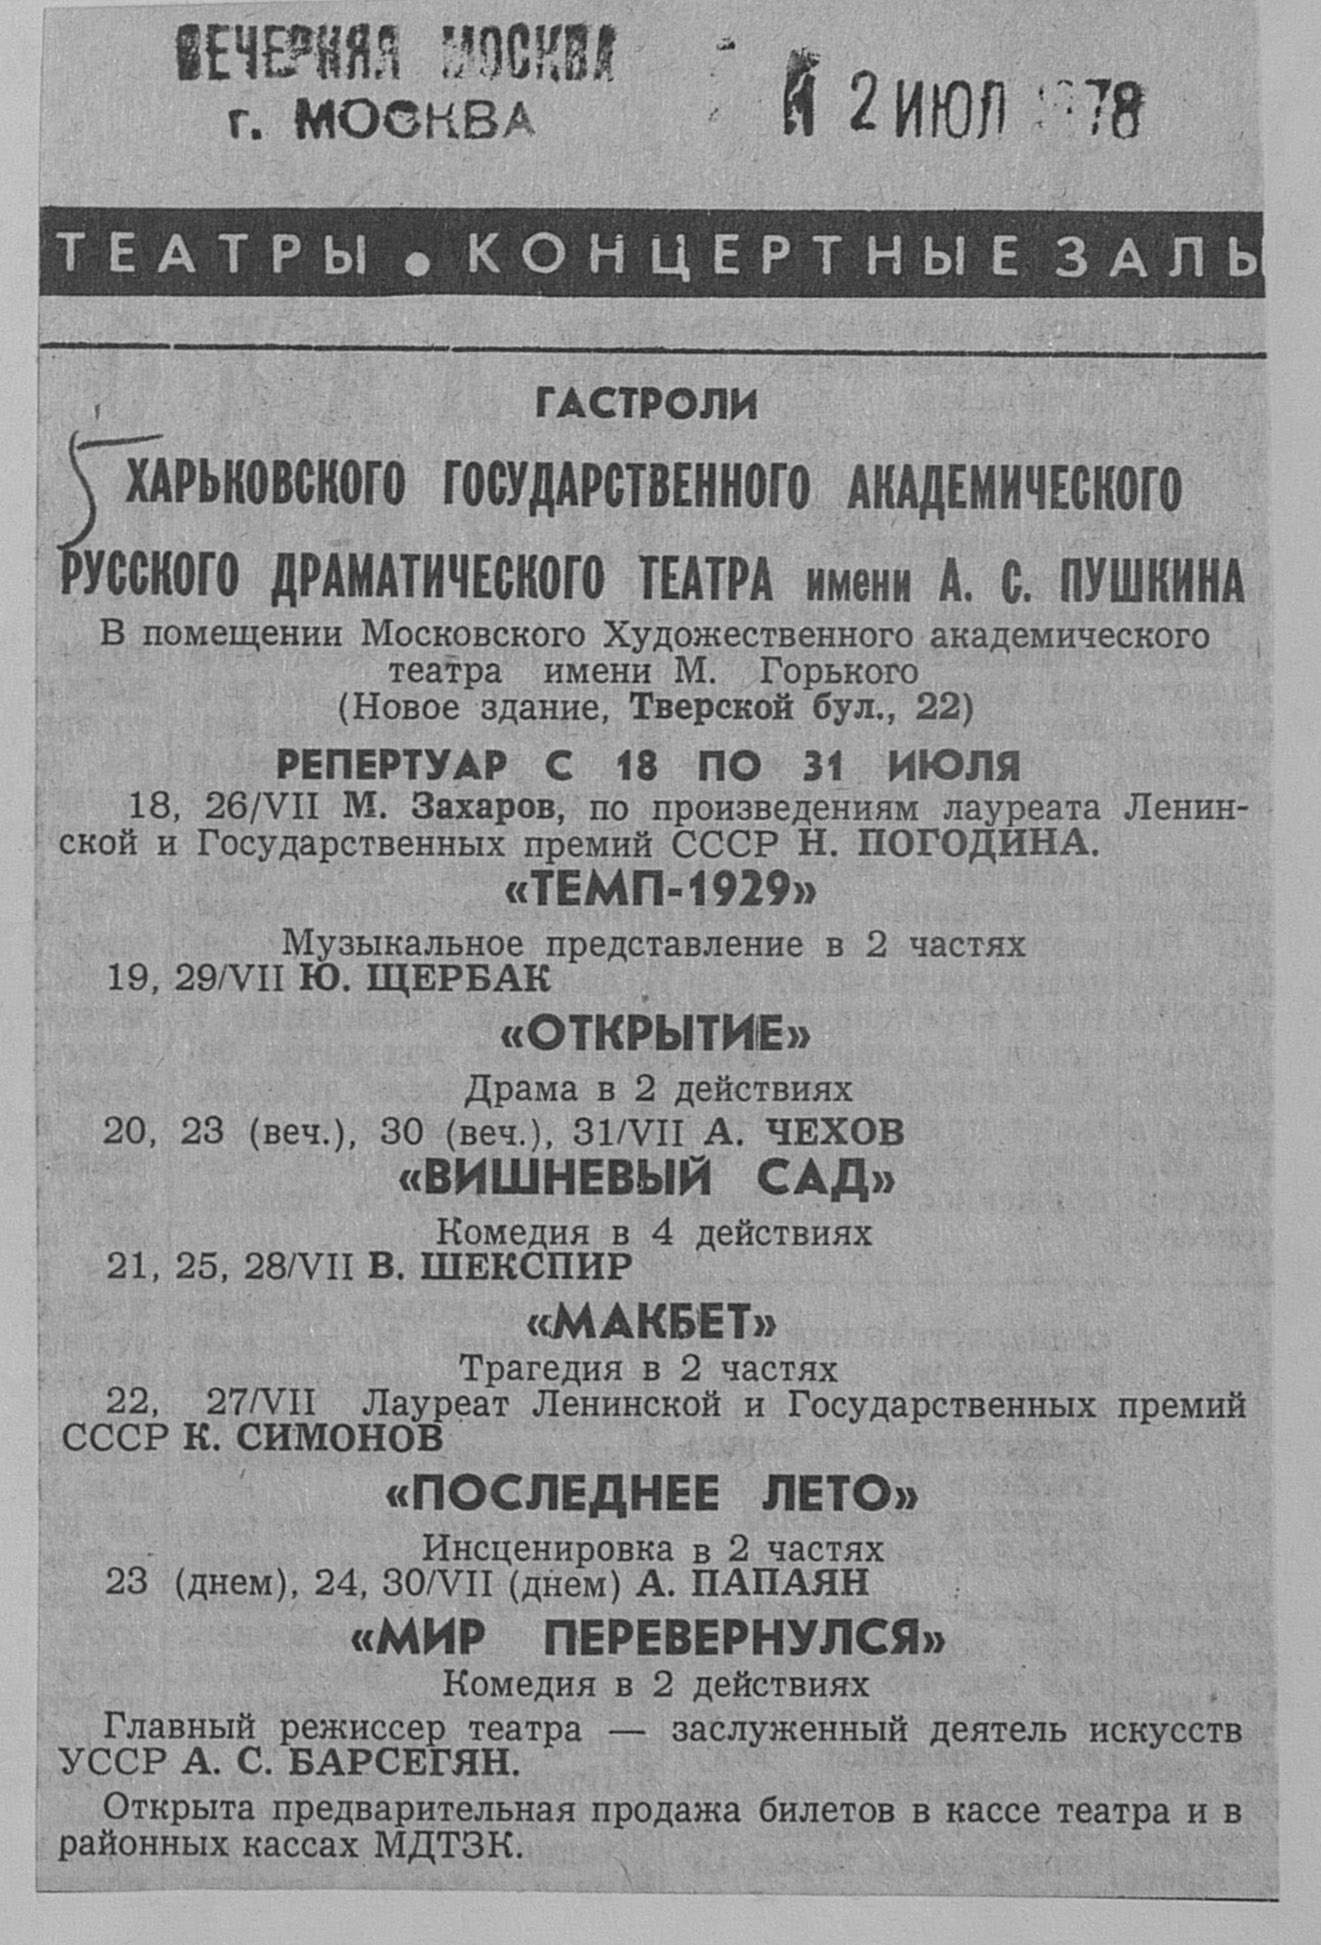 ВЕЧЕРНЯЯ МОСКВА
г. МОСКВА
2 ИЮЛ 1978
ТЕАТРЫ • КОНЦЕРТНЫЕ ЗАЛЫ
ГАСТРОЛИ
ХАРЬКОВСКОГО ГОСУДАРСТВЕННОГО АКАДЕМИЧЕСКОГО
РУССКОГО ДРАМАТИЧЕСКОГО ТЕАТРА имени А. С. ПУШКИНА
В помещении Московского Художественного академического
театра имени М. Горького
(Новое здание, Тверской бул., 22)
РЕПЕРТУАР С 18 ПО 31 ИЮЛЯ
18, 26/VII М. Захаров, по произведениям лауреата Ленин-
ской и Государственных премий СССР Н. ПОГОДИНА.
«ТЕМП-1929»
Музыкальное представление в 2 частях
19, 29/VII Ю. ЩЕРБАК
«ОТКРЫТИЕ»
Драма в 2 действиях
20, 23 (веч.), 30 (веч.), 31/VII А. ЧЕХОВ
«ВИШНЕВЫЙ САД»
Комедия в 4 действиях
21, 25, 28/VII В. ШЕКСПИР
«МАКБЕТ»
Трагедия в 2 частях
22, 27/VII Лауреат Ленинской и Государственных премий
СССР К. СИМОНОВ
«ПОСЛЕДНЕЕ ЛЕТО»
Инсценировка в 2 частях
23 (днем), 24, 30/VII (днем) А. ПАПАЯН
«МИР ПЕРЕВЕРНУЛСЯ»
Комедия в 2 действиях
Главный режиссер театра — заслуженный деятель искусств
УССР А. С. БАРСЕГЯН.
Открыта предварительная продажа билетов в кассе театра и в
районных кассах МДТЗК.